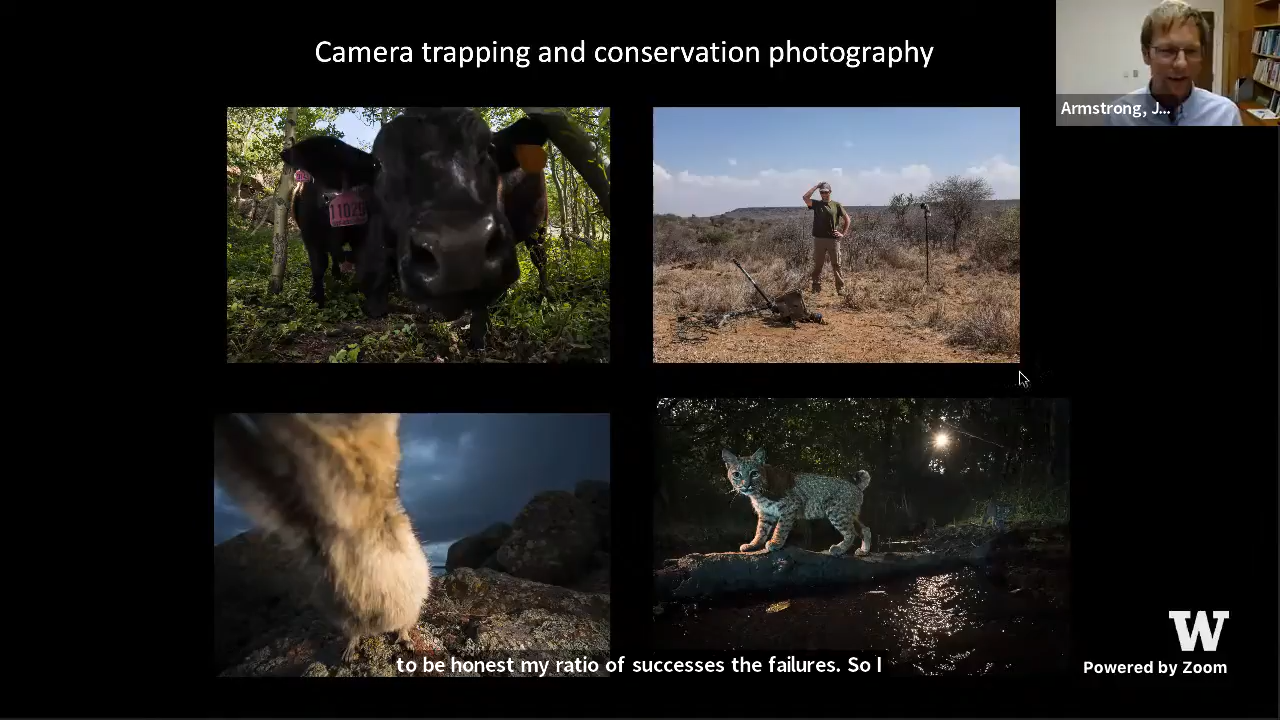 Camera trapping and conservation photography
Armstrong, J...
11029
to be honest my ratio of successes the failures. So I
W
Powered by Zoom